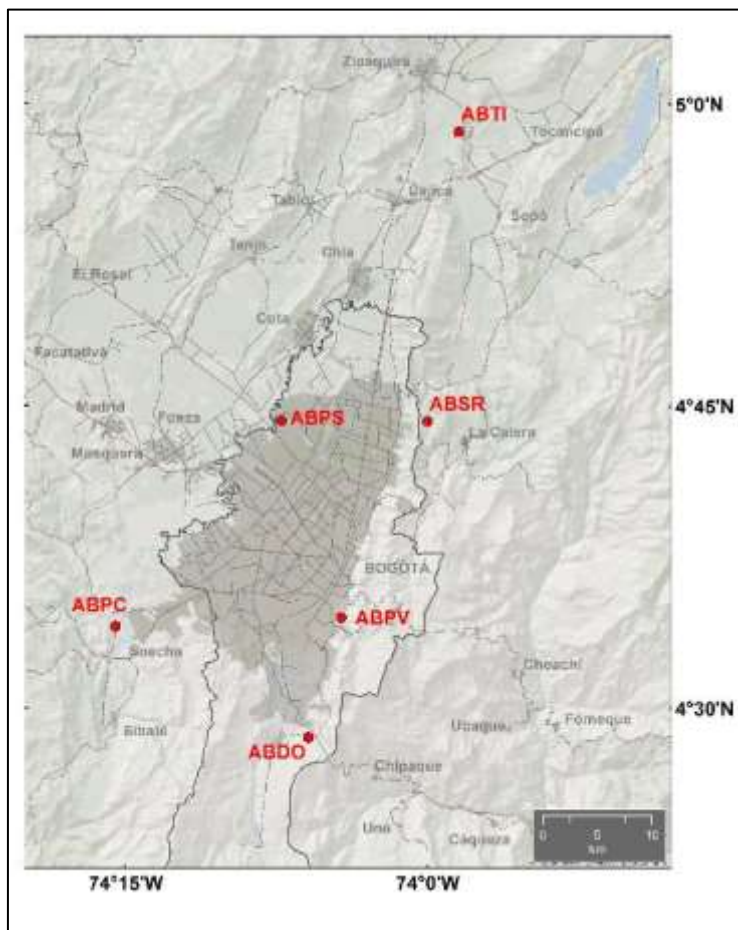 Zipaquirá
5°0'N
ABTI
Tocancipá
Cajicá
Tabio
Sopó
Tenjo
Chía
El Rosal
Cota
Facatativá
4°45'N
Madrid
Funza
ABPS
ABSR
Mosquera
La Calera
BOGOTÁ
ABPC
ABPV
Soacha
Choachí
4°30'N
Sibaté
Ubaque
Fómeque
ABDO
Chipaque
Une
Cáqueza
0 5 10
km
74°15'W
74°0'W